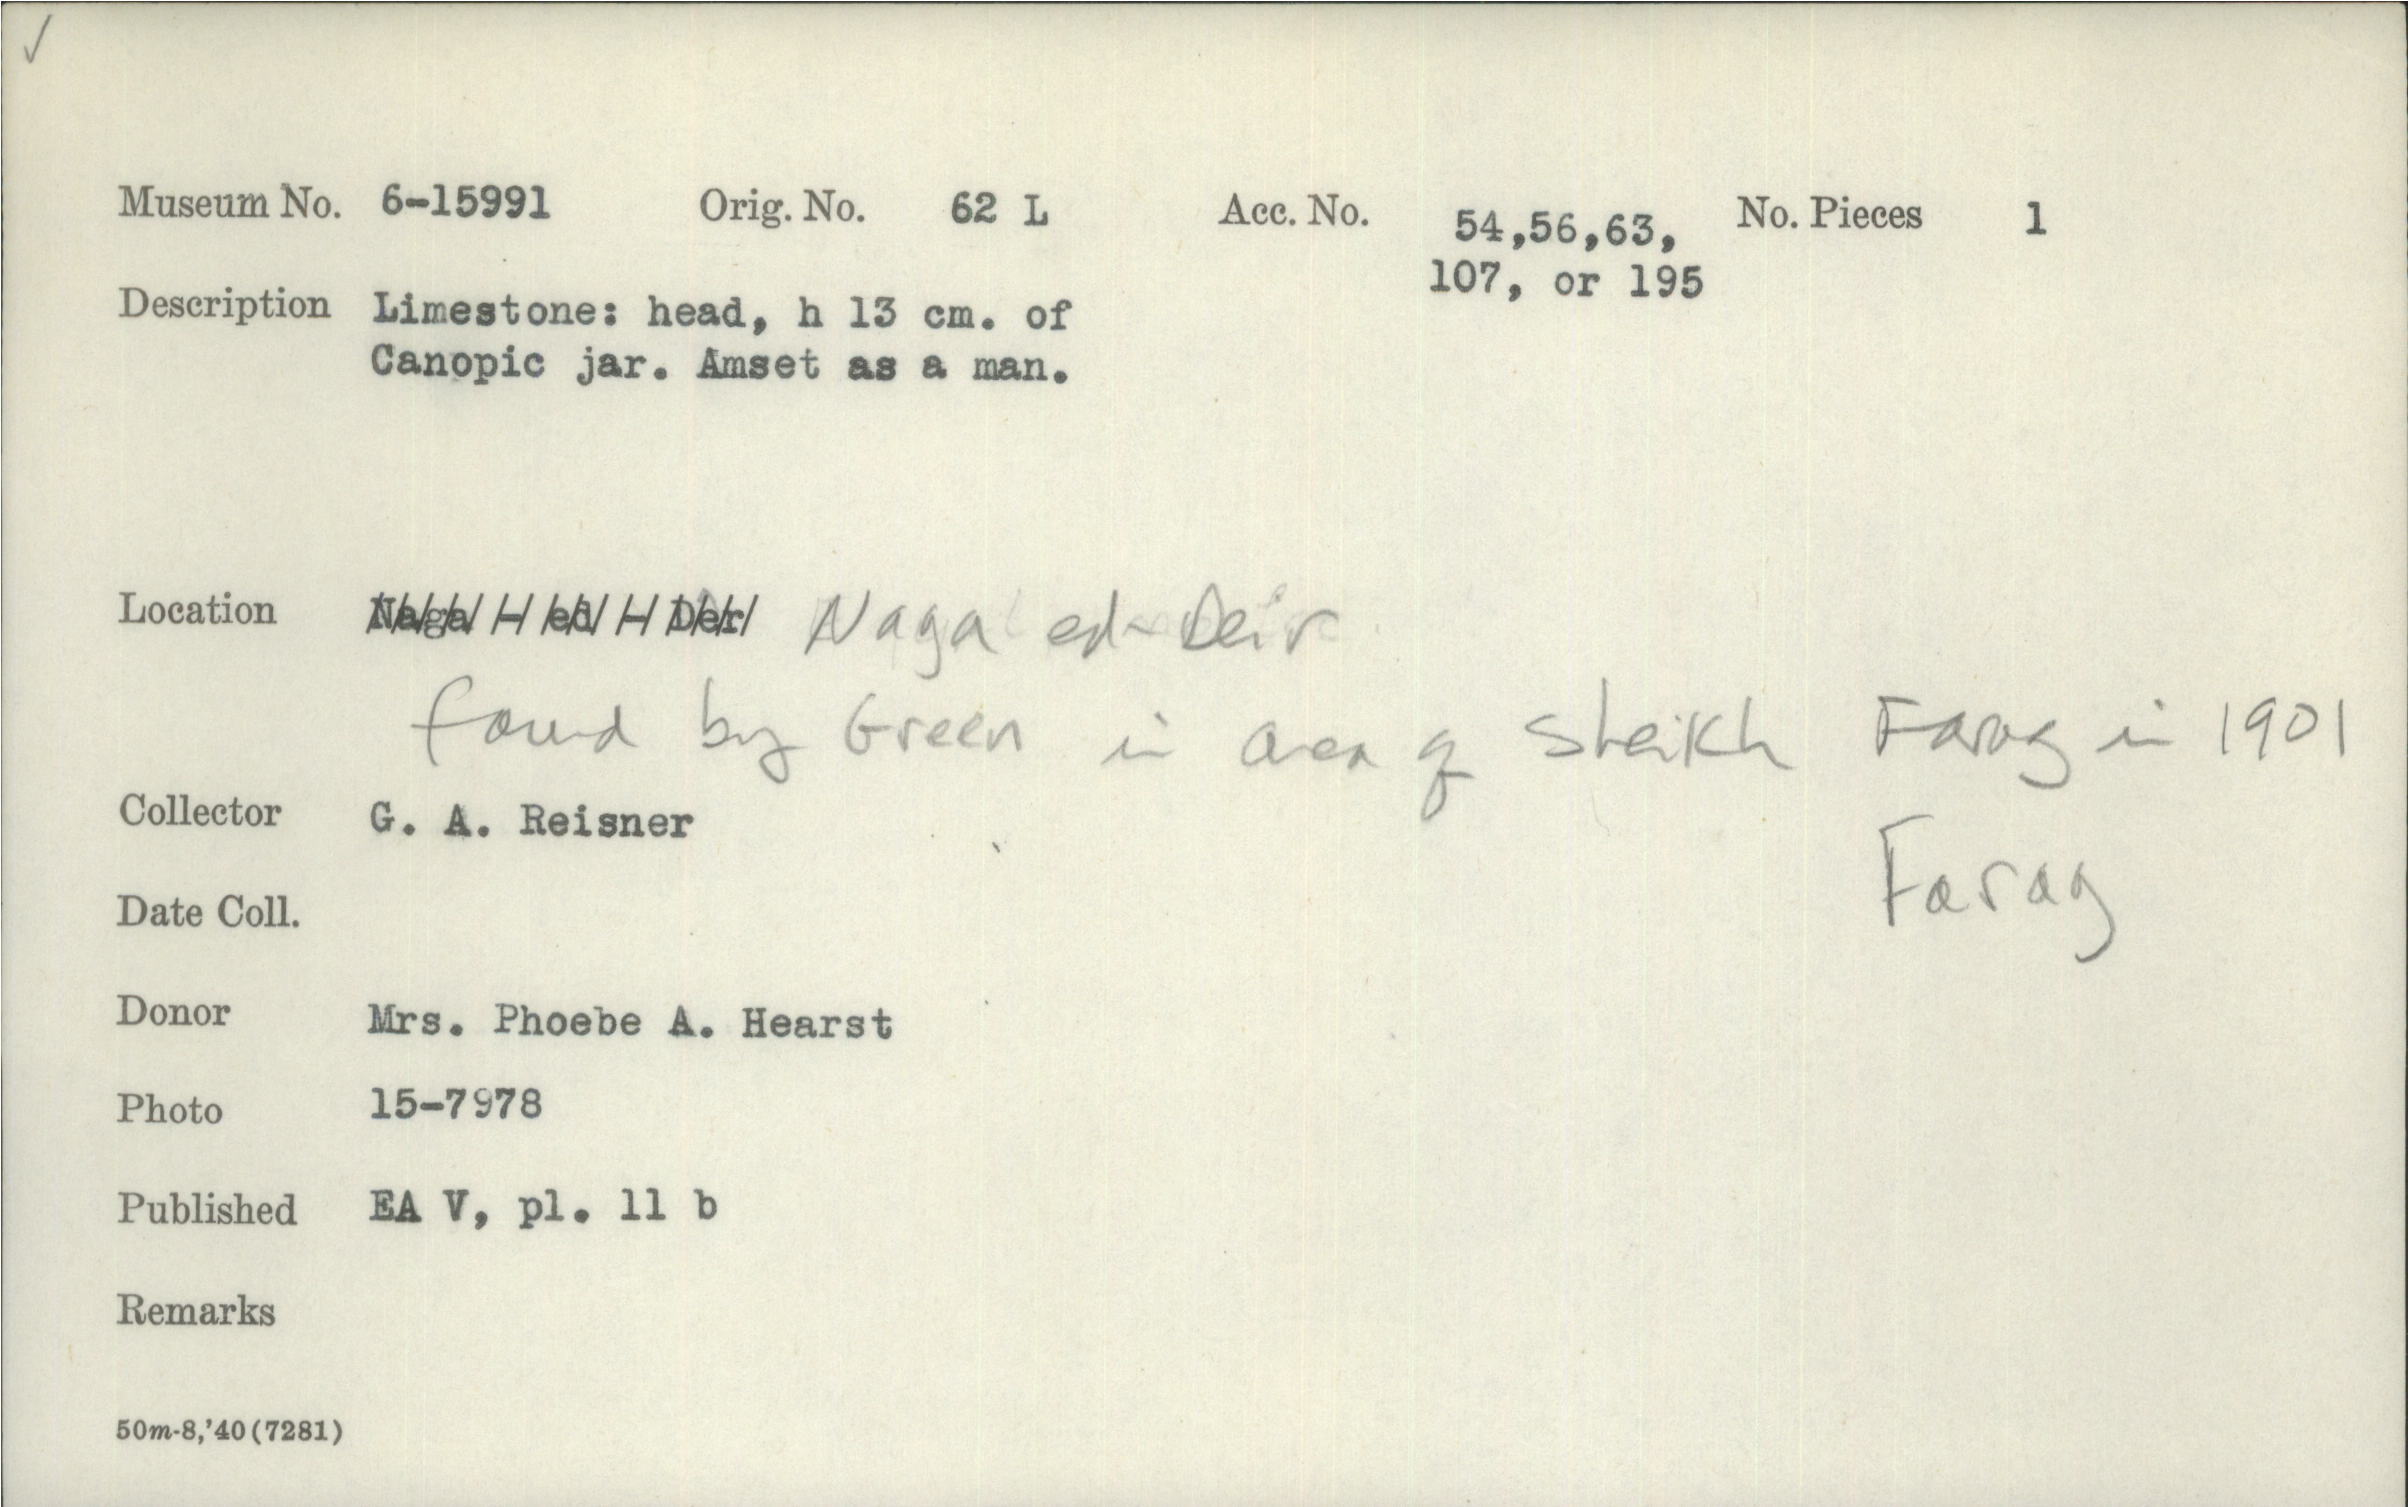 Museum No. 6-15991 Orig. No. 62 L Acc. No. 54,56,63, No. Pieces 1
107, or 195
Description Limestone: head, h 13 cm. of
Canopic jar. Amset as a man.
Location Naga-ed-Der Naga ed-Deir
found by Green in area of Sheikh Farag in 1901
Collector G. A. Reisner
Farag
Date Coll.
Donor Mrs. Phoebe A. Hearst
Photo 15-7978
Published EA V, pl. 11 b
Remarks
50m-8,'40(7281)